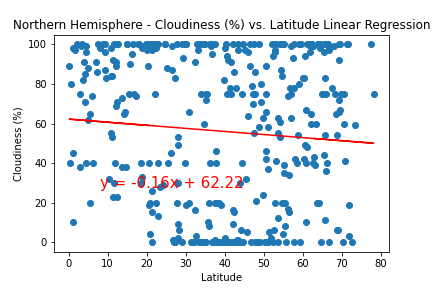 Northern Hemisphere - Cloudiness (%) vs. Latitude Linear Regression
100
80
60
40
20
0
Cloudiness (%)
y = -0.16x + 62.22
0 10 20 30 40 50 60 70 80
Latitude